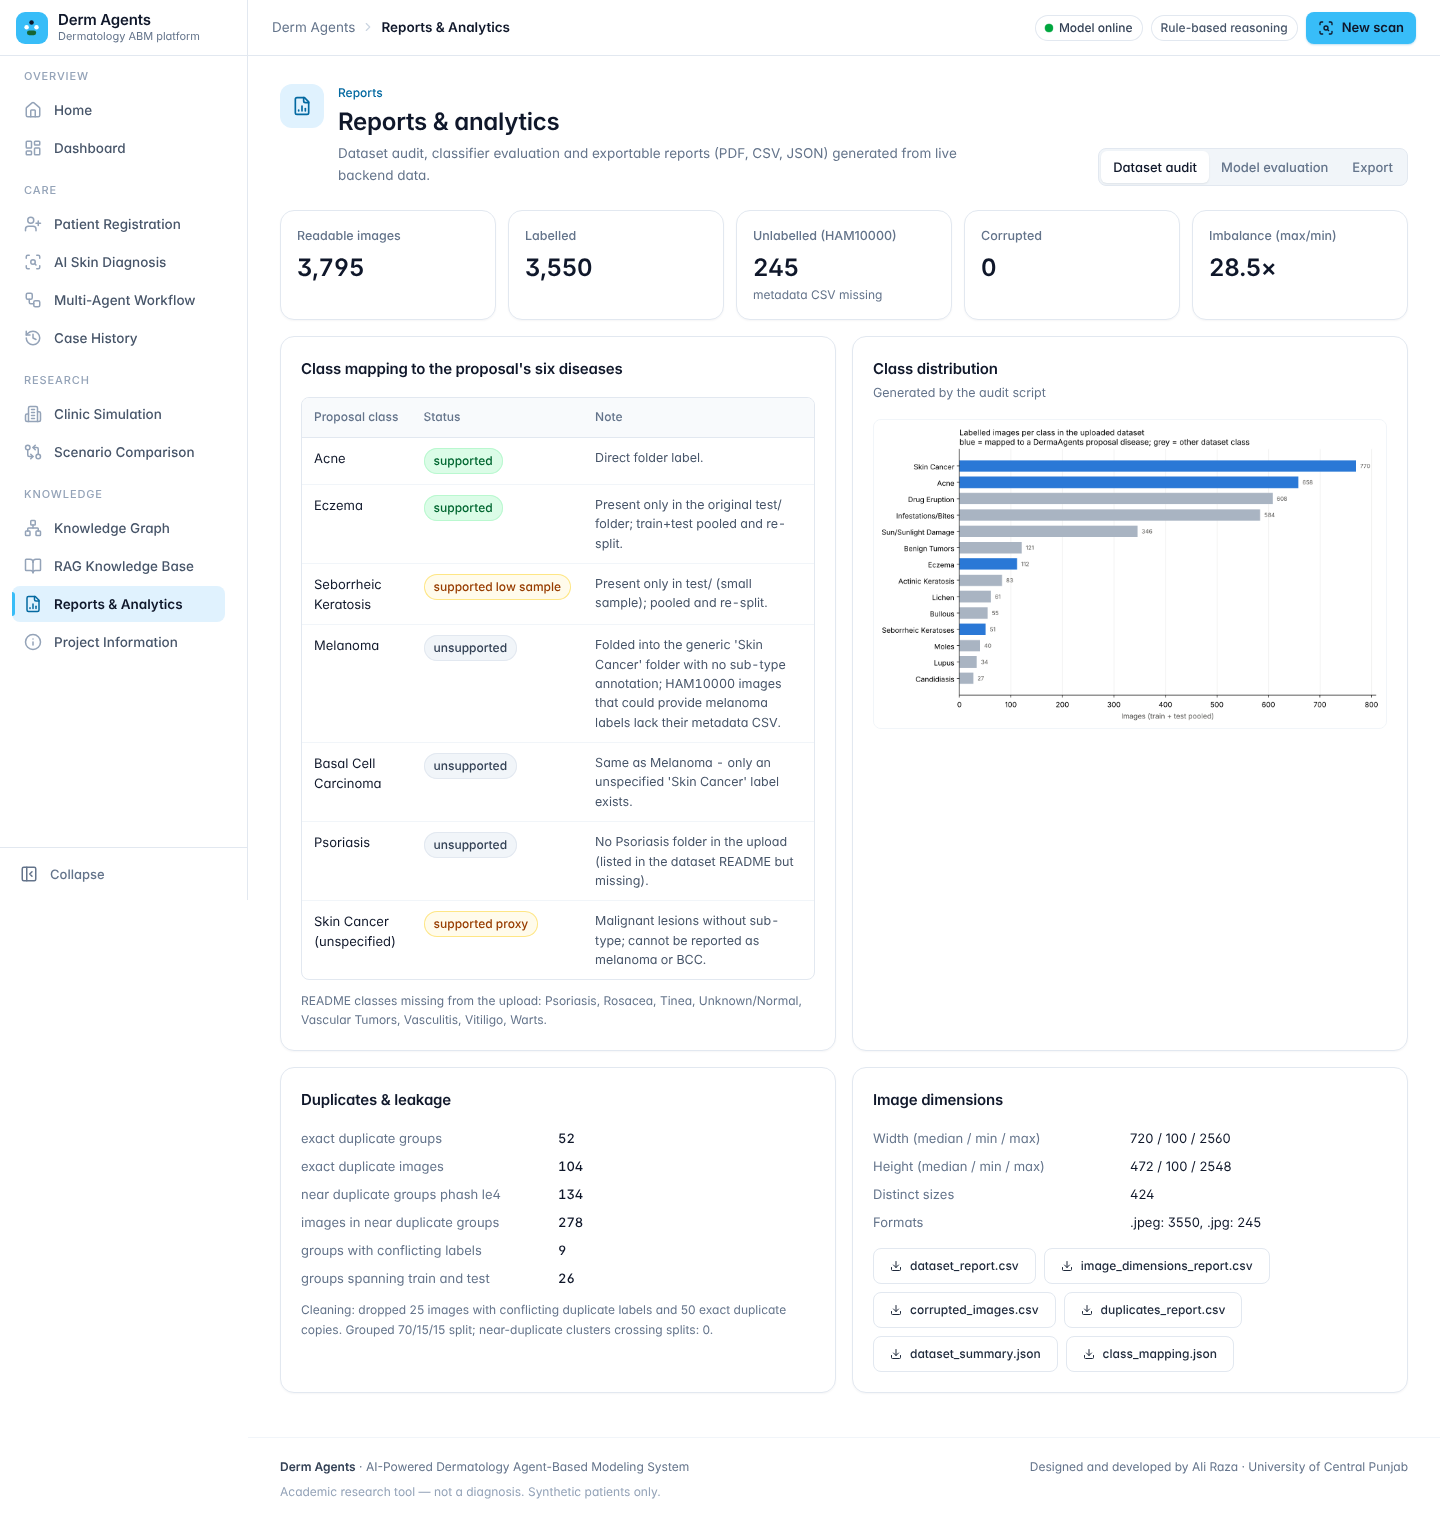 Derm Agents
Dermatology ABM platform
OVERVIEW
Home
Dashboard
CARE
Patient Registration
AI Skin Diagnosis
Multi-Agent Workflow
Case History
RESEARCH
Clinic Simulation
Scenario Comparison
KNOWLEDGE
Knowledge Graph
RAG Knowledge Base
Reports & Analytics
Project Information
Collapse
Derm Agents > Reports & Analytics
Model online
Rule-based reasoning
New scan
Reports
Reports & analytics
Dataset audit, classifier evaluation and exportable reports (PDF, CSV, JSON) generated from live
backend data.
Dataset audit
Model evaluation
Export
Readable images
3,795
Labelled
3,550
Unlabelled (HAM10000)
245
metadata CSV missing
Corrupted
0
Imbalance (max/min)
28.5×
Class mapping to the proposal's six diseases
Proposal class Status Note
Acne supported Direct folder label.
Eczema supported Present only in the original test/
folder; train+test pooled and re-
split.
Seborrheic supported low sample Present only in test/ (small
Keratosis sample); pooled and re-split.
Melanoma unsupported Folded into the generic 'Skin
Cancer' folder with no sub-type
annotation; HAM10000 images
that could provide melanoma
labels lack their metadata CSV.
Basal Cell unsupported Same as Melanoma - only an
Carcinoma unspecified 'Skin Cancer' label
exists.
Psoriasis unsupported No Psoriasis folder in the upload
(listed in the dataset README but
missing).
Skin Cancer supported proxy Malignant lesions without sub-
(unspecified) type; cannot be reported as
melanoma or BCC.
README classes missing from the upload: Psoriasis, Rosacea, Tinea, Unknown/Normal,
Vascular Tumors, Vasculitis, Vitiligo, Warts.
Class distribution
Generated by the audit script
Labelled images per class in the uploaded dataset
blue = mapped to a DermaAgents proposal disease; grey = other dataset class
Skin Cancer 770
Acne 658
Drug Eruption 608
Infestations/Bites 584
Sun/Sunlight Damage 346
Benign Tumors 121
Eczema 112
Actinic Keratosis 83
Lichen 61
Bullous 55
Seborrheic Keratoses 51
Moles 40
Lupus 34
Candidiasis 27
0 100 200 300 400 500 600 700 800
Images (train + test pooled)
Duplicates & leakage
exact duplicate groups 52
exact duplicate images 104
near duplicate groups phash le4 134
images in near duplicate groups 278
groups with conflicting labels 9
groups spanning train and test 26
Cleaning: dropped 25 images with conflicting duplicate labels and 50 exact duplicate
copies. Grouped 70/15/15 split; near-duplicate clusters crossing splits: 0.
Image dimensions
Width (median / min / max) 720 / 100 / 2560
Height (median / min / max) 472 / 100 / 2548
Distinct sizes 424
Formats .jpeg: 3550, .jpg: 245
dataset_report.csv
image_dimensions_report.csv
corrupted_images.csv
duplicates_report.csv
dataset_summary.json
class_mapping.json
Derm Agents · AI-Powered Dermatology Agent-Based Modeling System
Designed and developed by Ali Raza · University of Central Punjab
Academic research tool — not a diagnosis. Synthetic patients only.